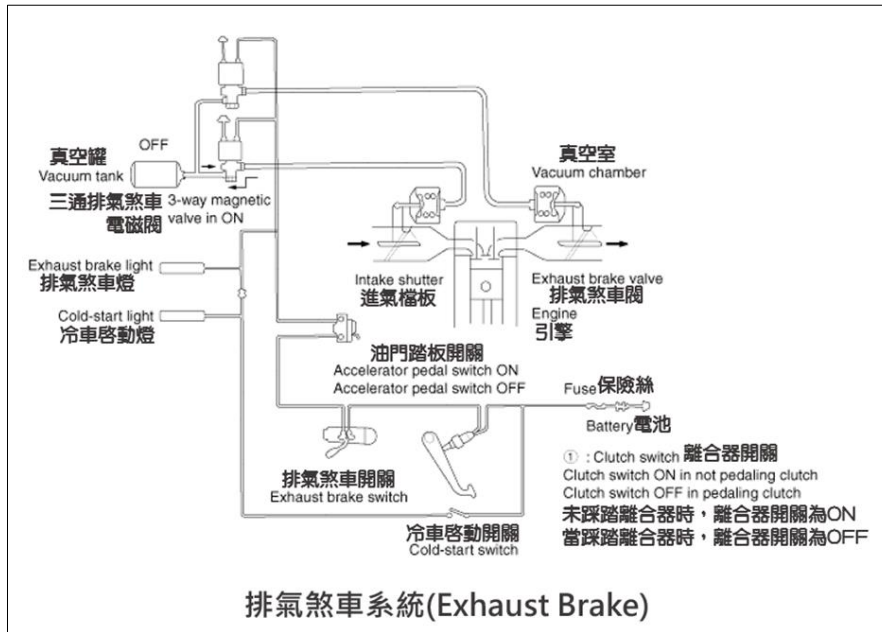 OFF
真空罐
Vacuum tank
三通排氣煞車
電磁閥
3-way magnetic
valve in ON
真空室
Vacuum chamber
Exhaust brake light
排氣煞車燈
Cold-start light
冷車啓動燈
Intake shutter
進氣檔板
Exhaust brake valve
排氣煞車閥
Engine
引擎
油門踏板開關
Accelerator pedal switch ON
Accelerator pedal switch OFF
Fuse保險絲
Battery電池
排氣煞車開關
Exhaust brake switch
冷車啓動開關
Cold-start switch
① : Clutch switch 離合器開關
Clutch switch ON in not pedaling clutch
Clutch switch OFF in pedaling clutch
未踩踏離合器時，離合器開關為ON
當踩踏離合器時，離合器開關為OFF
排氣煞車系統(Exhaust Brake)